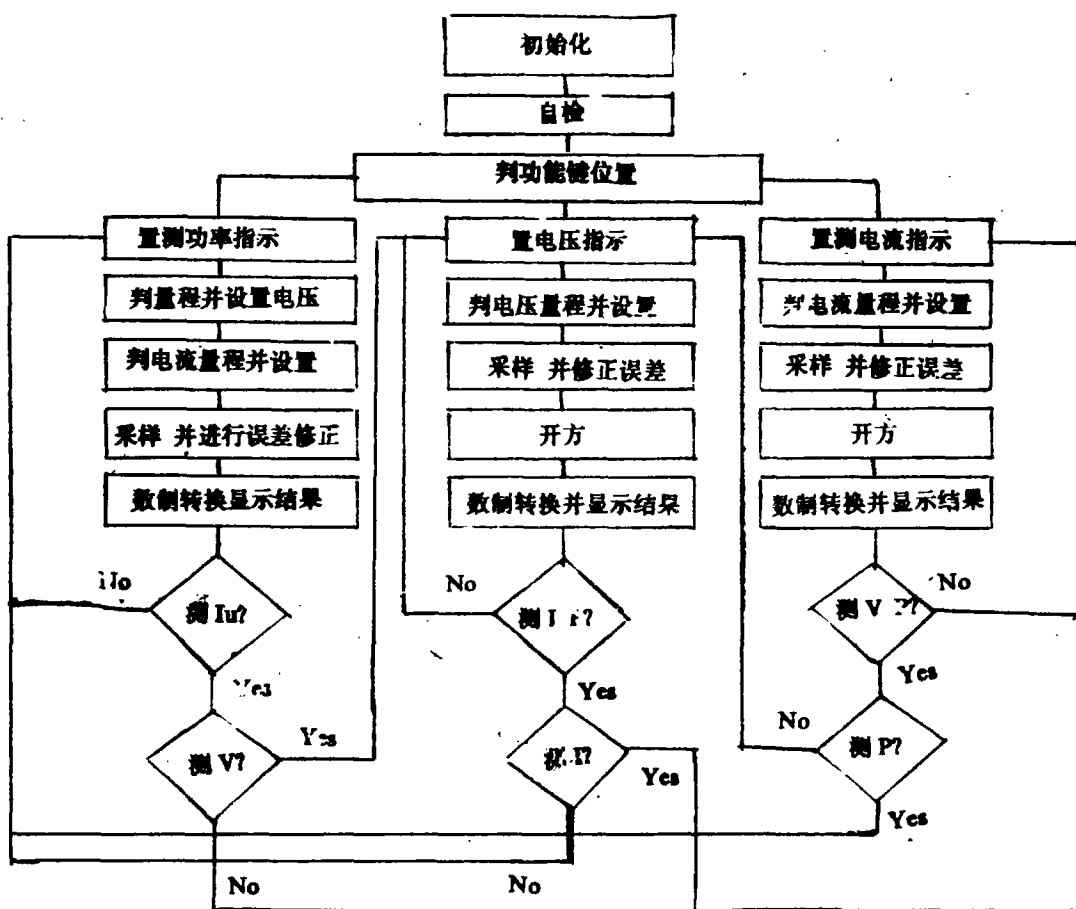 初始化
自检
判功能键位置
置测功率指示
置电压指示
置测电流指示
判量程并设置电压
判电压量程并设置
判电流量程并设置
判电流量程并设置
采样 并修正误差
采样 并修正误差
采样 并进行误差修正
开方
开方
数制转换显示结果
数制转换并显示结果
数制转换并显示结果
No
No
No
测 Iu?
测 I
测 V P?
Yes
Yes
Yes
No
Yes
测 V?
测 I?
Yes
测 P?
Yes
No
No